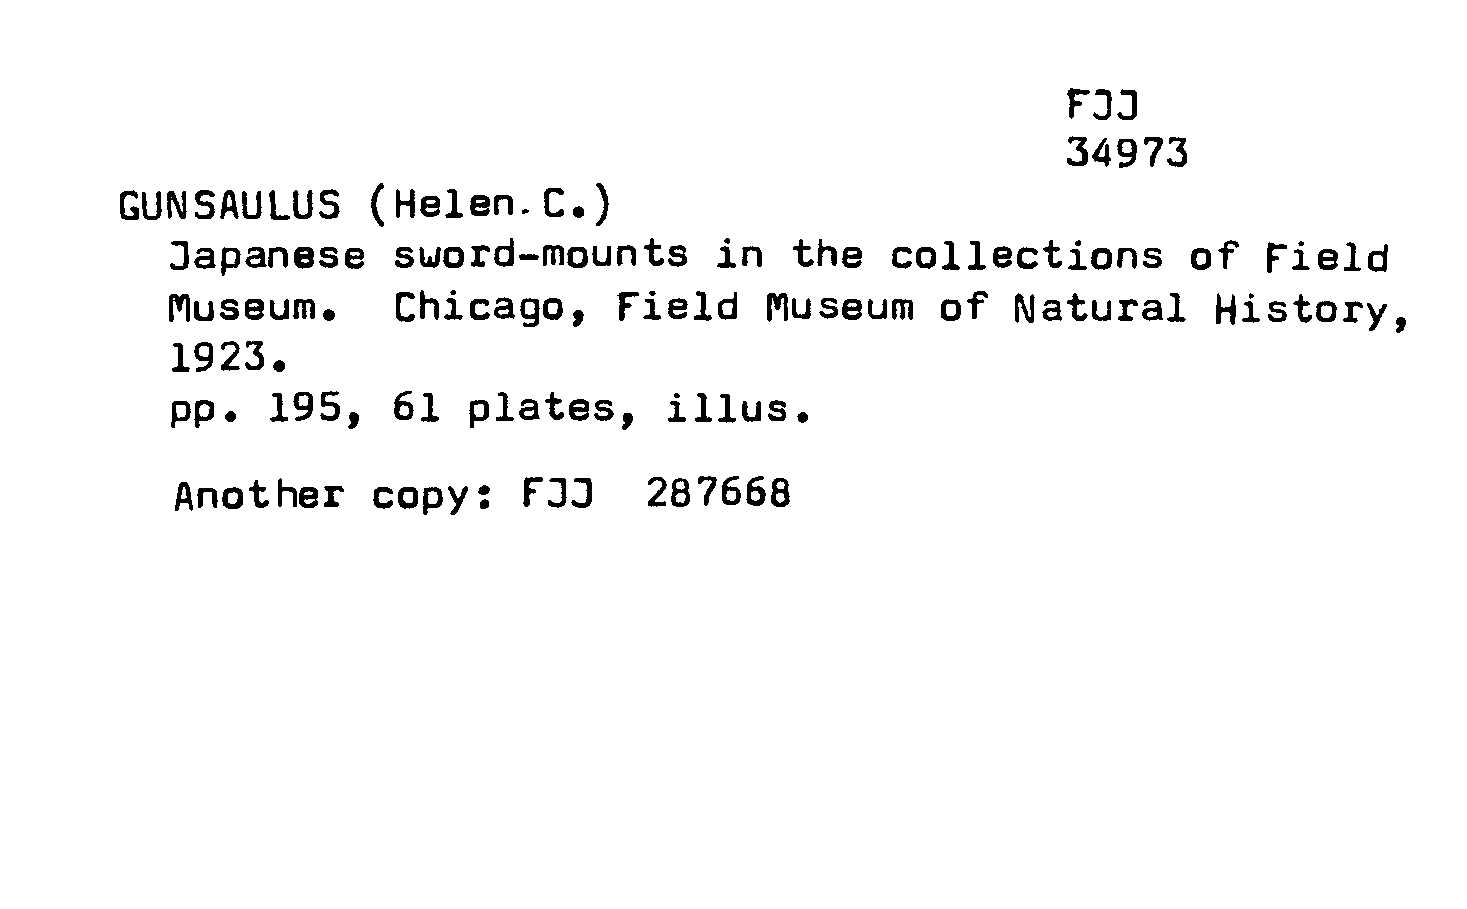 FJJ
34973
GUNSAULUS (Helen. C.)
Japanese sword-mounts in the collections of Field
Museum. Chicago, Field Museum of Natural History,
1923.
pp. 195, 61 plates, illus.
Another copy: FJJ 287668